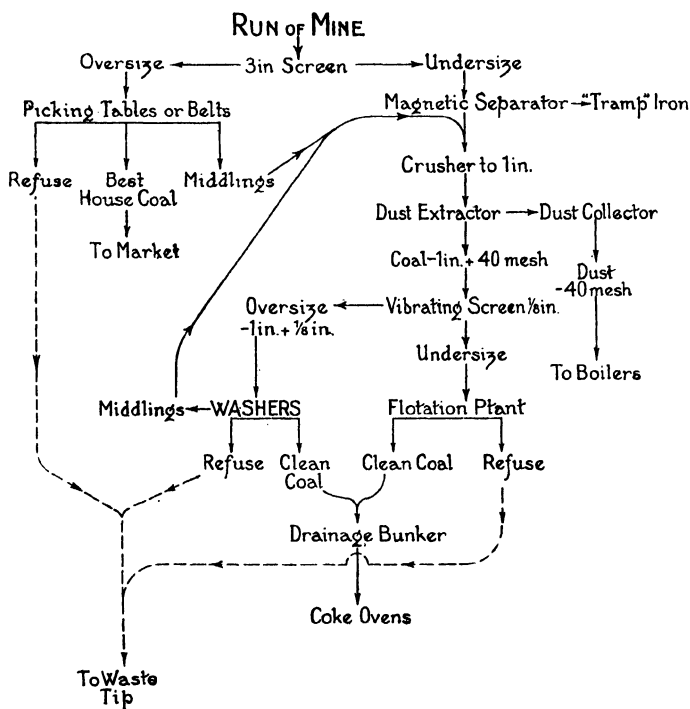 RUN OF MINE
Oversize
3in Screen
Undersize
Picking Tables or Belts
Magnetic Separator
"Tramp" Iron
Refuse
Best
House Coal
Middlings
Crusher to 1in.
To Market
Dust Extractor
Dust Collector
Coal-1in. + 40 mesh
Dust
-40 mesh
Oversize
-1in. + 1/8in.
Vibrating Screen 1/8in.
Undersize
To Boilers
Middlings
WASHERS
Flotation Plant
Refuse
Clean
Coal
Clean Coal
Refuse
Drainage Bunker
Coke Ovens
To Waste
Tip